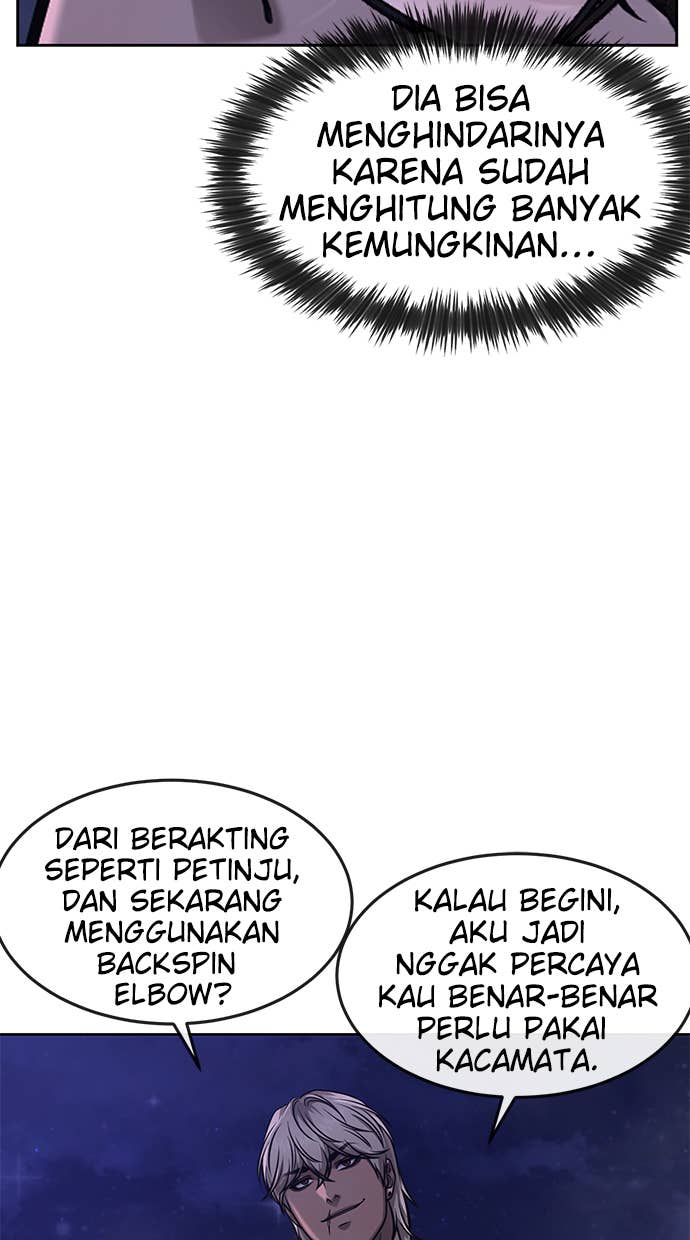 DIA BISA
MENGHINDARINYA
KARENA SUDAH
MENGHITUNG BANYAK
KEMUNGKINAN...
DARI BERAKTING
SEPERTI PETINJU,
DAN SEKARANG
MENGGUNAKAN
BACKSPIN
ELBOW?
KALAU BEGINI,
AKU JADI
NGGAK PERCAYA
KAU BENAR-BENAR
PERLU PAKAI
KACAMATA.